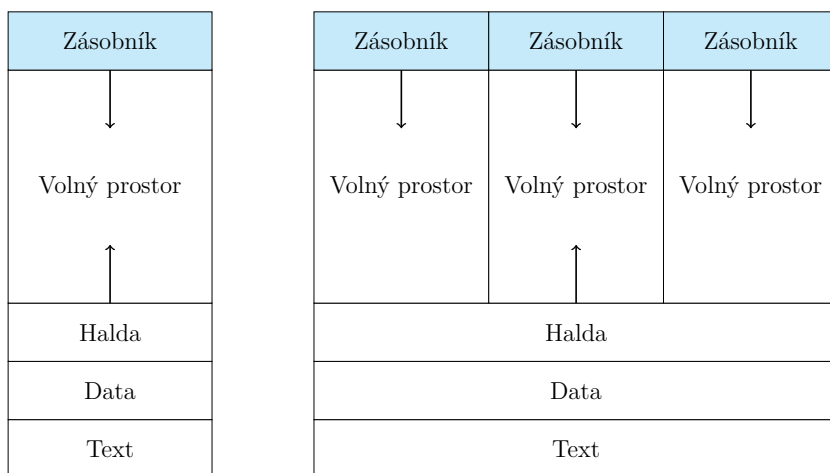 Zásobník
Volný prostor
Halda
Data
Text
Zásobník Zásobník Zásobník
Volný prostor Volný prostor Volný prostor
Halda
Data
Text